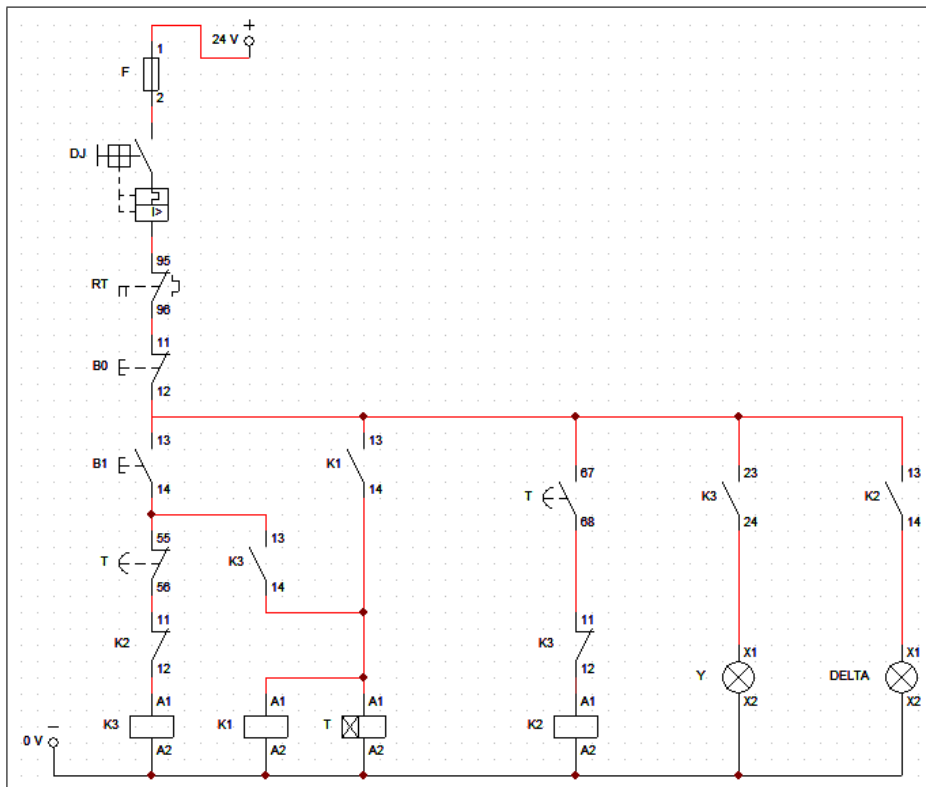 +
24 V
1
F
2
DJ
I>
95
RT
96
11
B0
12
13
B1
14
13
K1
14
67
T
68
23
K3
24
13
K2
14
55
T
56
13
K3
14
11
K2
12
11
K3
12
X1
Y
X2
X1
DELTA
X2
A1
K3
A2
A1
K1
A2
A1
T
A2
A1
K2
A2
−
0 V